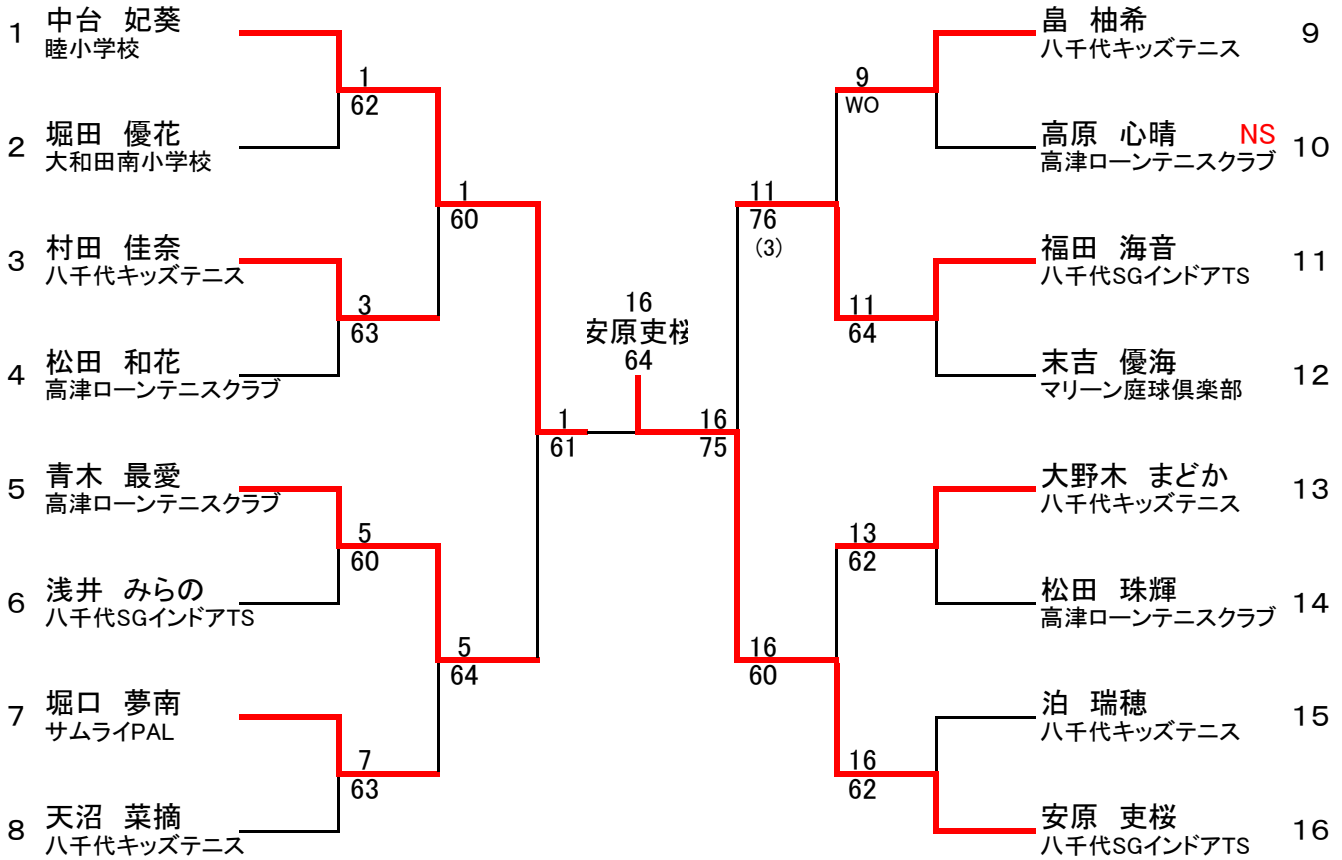 1 中台 妃葵
睦小学校
2 堀田 優花
大和田南小学校
3 村田 佳奈
八千代キッズテニス
4 松田 和花
高津ローンテニスクラブ
5 青木 最愛
高津ローンテニスクラブ
6 浅井 みらの
八千代SGインドアTS
7 堀口 夢南
サムライPAL
8 天沼 菜摘
八千代キッズテニス
1
62
3
63
5
60
7
63
1
60
5
64
1
61
16
安原吏桜
64
16
75
11
76
(3)
16
60
9
WO
11
64
13
62
16
62
畠 柚希 9
八千代キッズテニス
高原 心晴 NS 10
高津ローンテニスクラブ
福田 海音 11
八千代SGインドアTS
末吉 優海 12
マリーン庭球倶楽部
大野木 まどか 13
八千代キッズテニス
松田 珠輝 14
高津ローンテニスクラブ
泊 瑞穂 15
八千代キッズテニス
安原 吏桜 16
八千代SGインドアTS